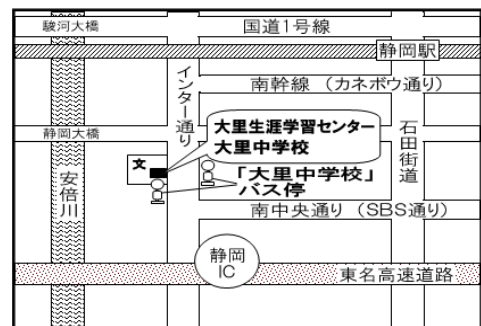 駿河大橋
国道1号線
静岡駅
インター通り
南幹線 (カネボウ通り)
静岡大橋
大里生涯学習センター
大里中学校
石田街道
文
「大里中学校」
バス停
安倍川
南中央通り (SBS通り)
静岡
IC
東名高速道路